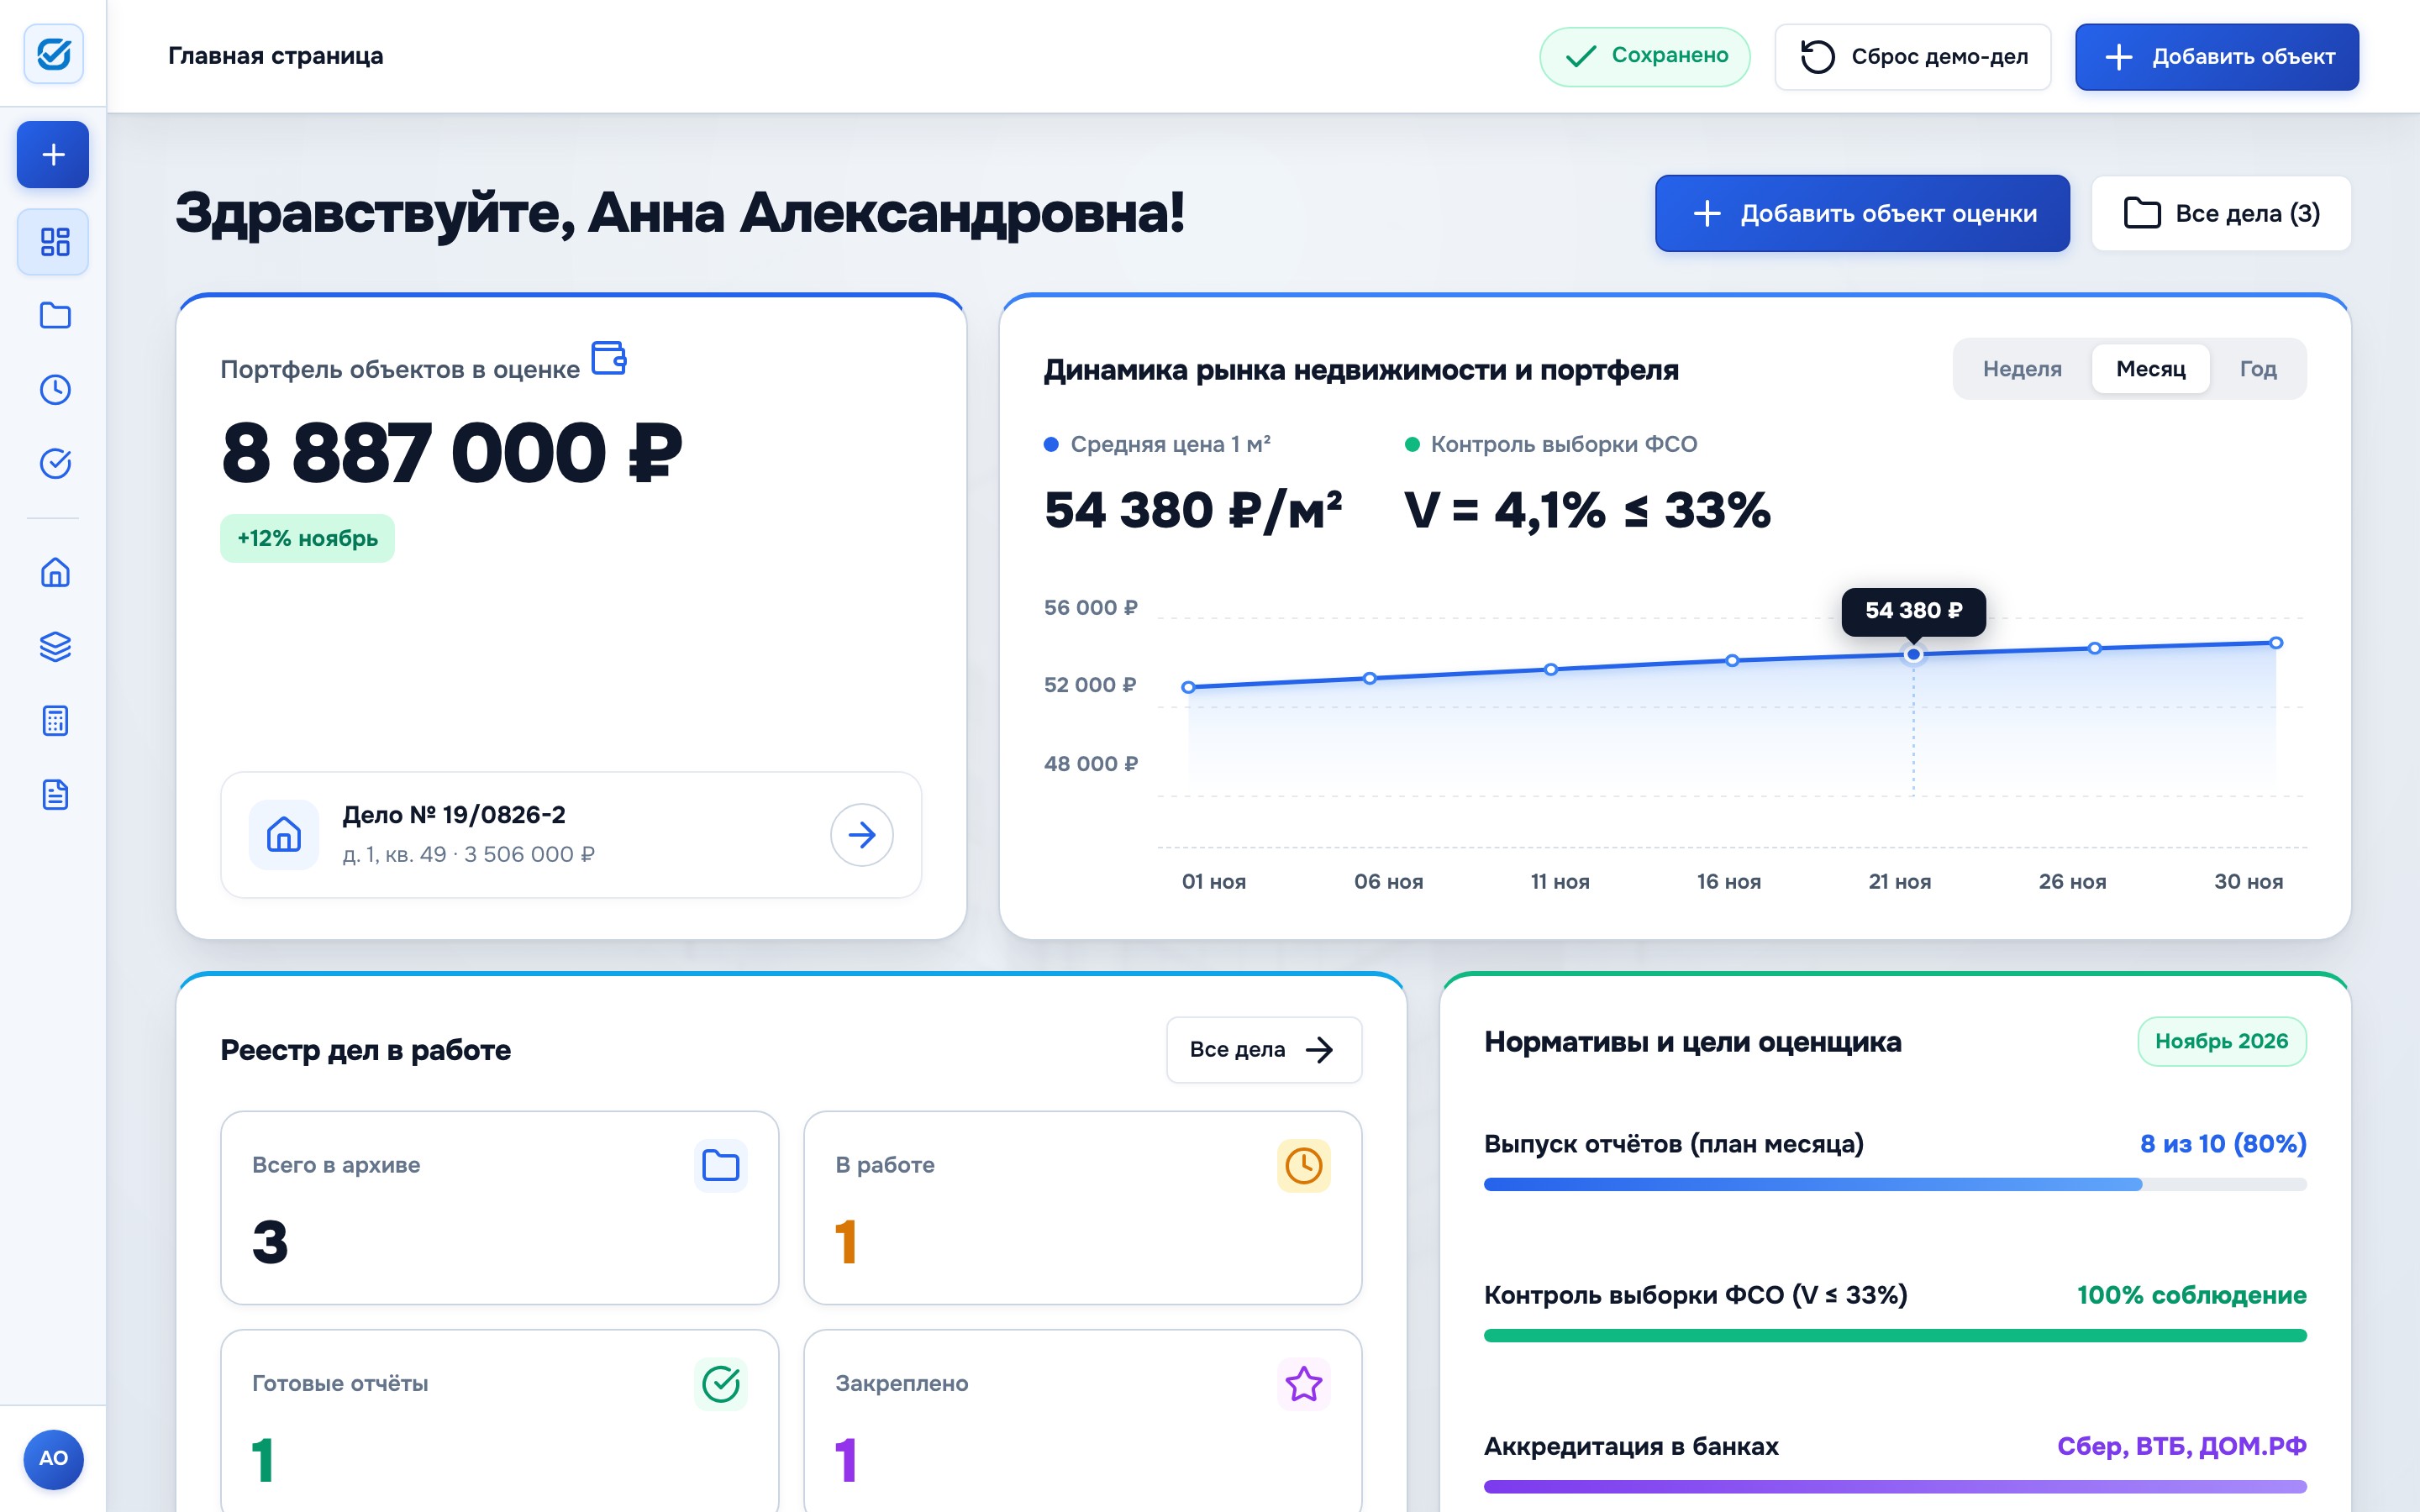 Главная страница
Сохранено
Сброс демо-дел
Добавить объект
Здравствуйте, Анна Александровна!
Добавить объект оценки
Все дела (3)
Портфель объектов в оценке
8 887 000 ₽
+12% ноябрь
Дело № 19/0826-2
д. 1, кв. 49 · 3 506 000 ₽
Динамика рынка недвижимости и портфеля
Неделя
Месяц
Год
Средняя цена 1 м²
Контроль выборки ФСО
54 380 ₽/м²
V = 4,1% ≤ 33%
56 000 ₽
54 380 ₽
52 000 ₽
48 000 ₽
01 ноя
06 ноя
11 ноя
16 ноя
21 ноя
26 ноя
30 ноя
Реестр дел в работе
Все дела
Всего в архиве
3
В работе
1
Готовые отчёты
1
Закреплено
1
Нормативы и цели оценщика
Ноябрь 2026
Выпуск отчётов (план месяца)
8 из 10 (80%)
Контроль выборки ФСО (V ≤ 33%)
100% соблюдение
Аккредитация в банках
Сбер, ВТБ, ДОМ.РФ
АО